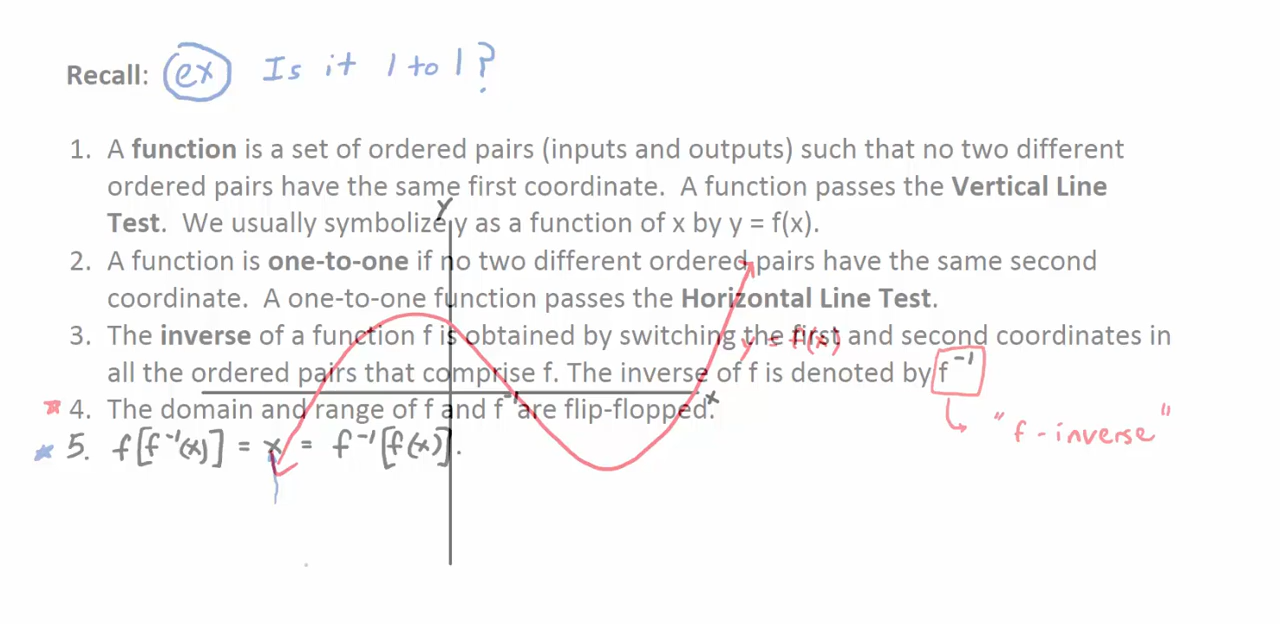 Recall: ex Is it 1 to 1?
1. A function is a set of ordered pairs (inputs and outputs) such that no two different
ordered pairs have the same first coordinate. A function passes the Vertical Line
Test. We usually symbolize y as a function of x by y = f(x).
y
2. A function is one-to-one if no two different ordered pairs have the same second
coordinate. A one-to-one function passes the Horizontal Line Test.
3. The inverse of a function f is obtained by switching the first and second coordinates in
y = f(x)
all the ordered pairs that comprise f. The inverse of f is denoted by f⁻¹
x
4. The domain and range of f and f⁻¹ are flip-flopped.
"f-inverse"
5. f[f⁻¹(x)] = x = f⁻¹[f(x)].